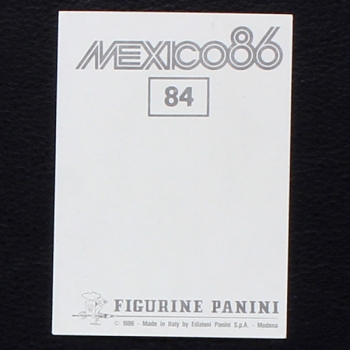 MEXICO86
84
FIGURINE PANINI
© 1986 - Made in Italy by Edizioni Panini S.p.A. - Modena